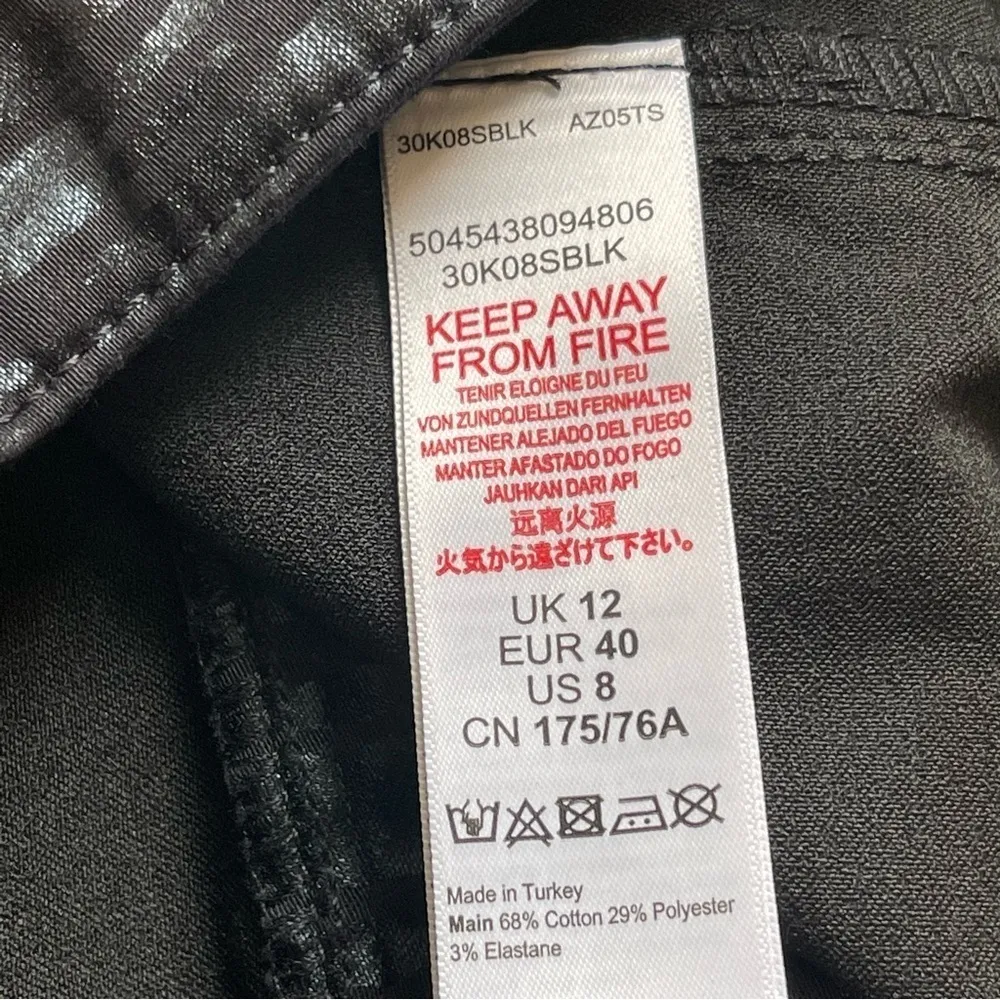 30K08SBLK AZ05TS
5045438094806
30K08SBLK
KEEP AWAY
FROM FIRE
TENIR ELOIGNE DU FEU
VON ZUNDQUELLEN FERNHALTEN
MANTENER ALEJADO DEL FUEGO
MANTER AFASTADO DO FOGO
JAUHKAN DARI API
远离火源
火気から遠ざけて下さい。
UK 12
EUR 40
US 8
CN 175/76A
Made in Turkey
Main 68% Cotton 29% Polyester
3% Elastane